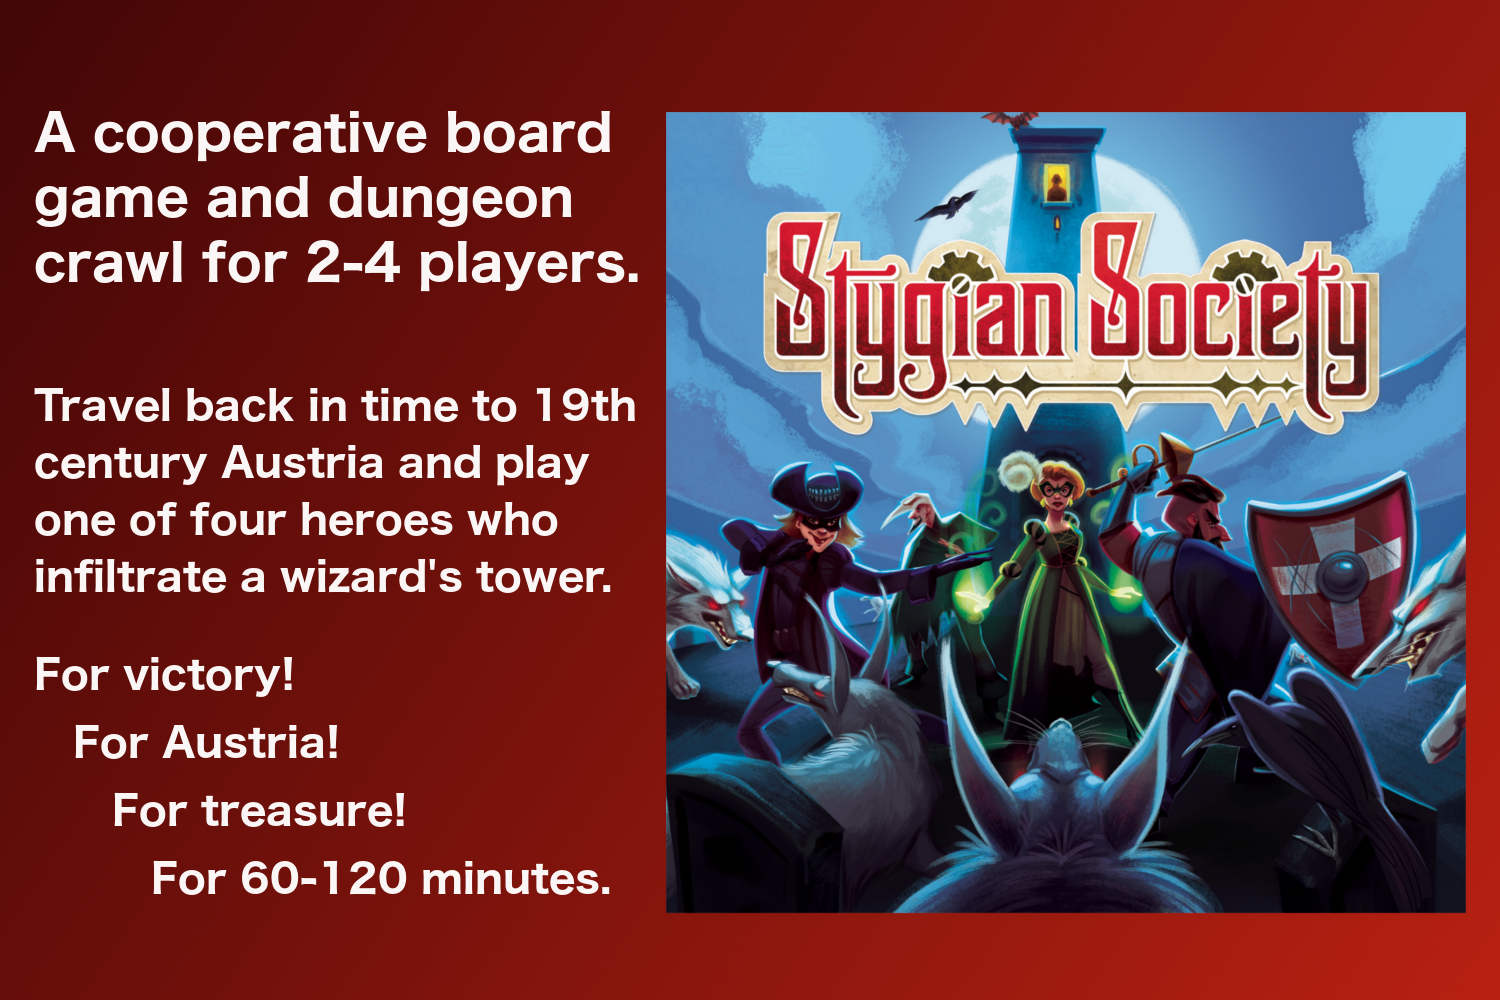 A cooperative board
game and dungeon
crawl for 2-4 players.
Travel back in time to 19th
century Austria and play
one of four heroes who
infiltrate a wizard's tower.
For victory!
For Austria!
For treasure!
For 60-120 minutes.
Stygian Society